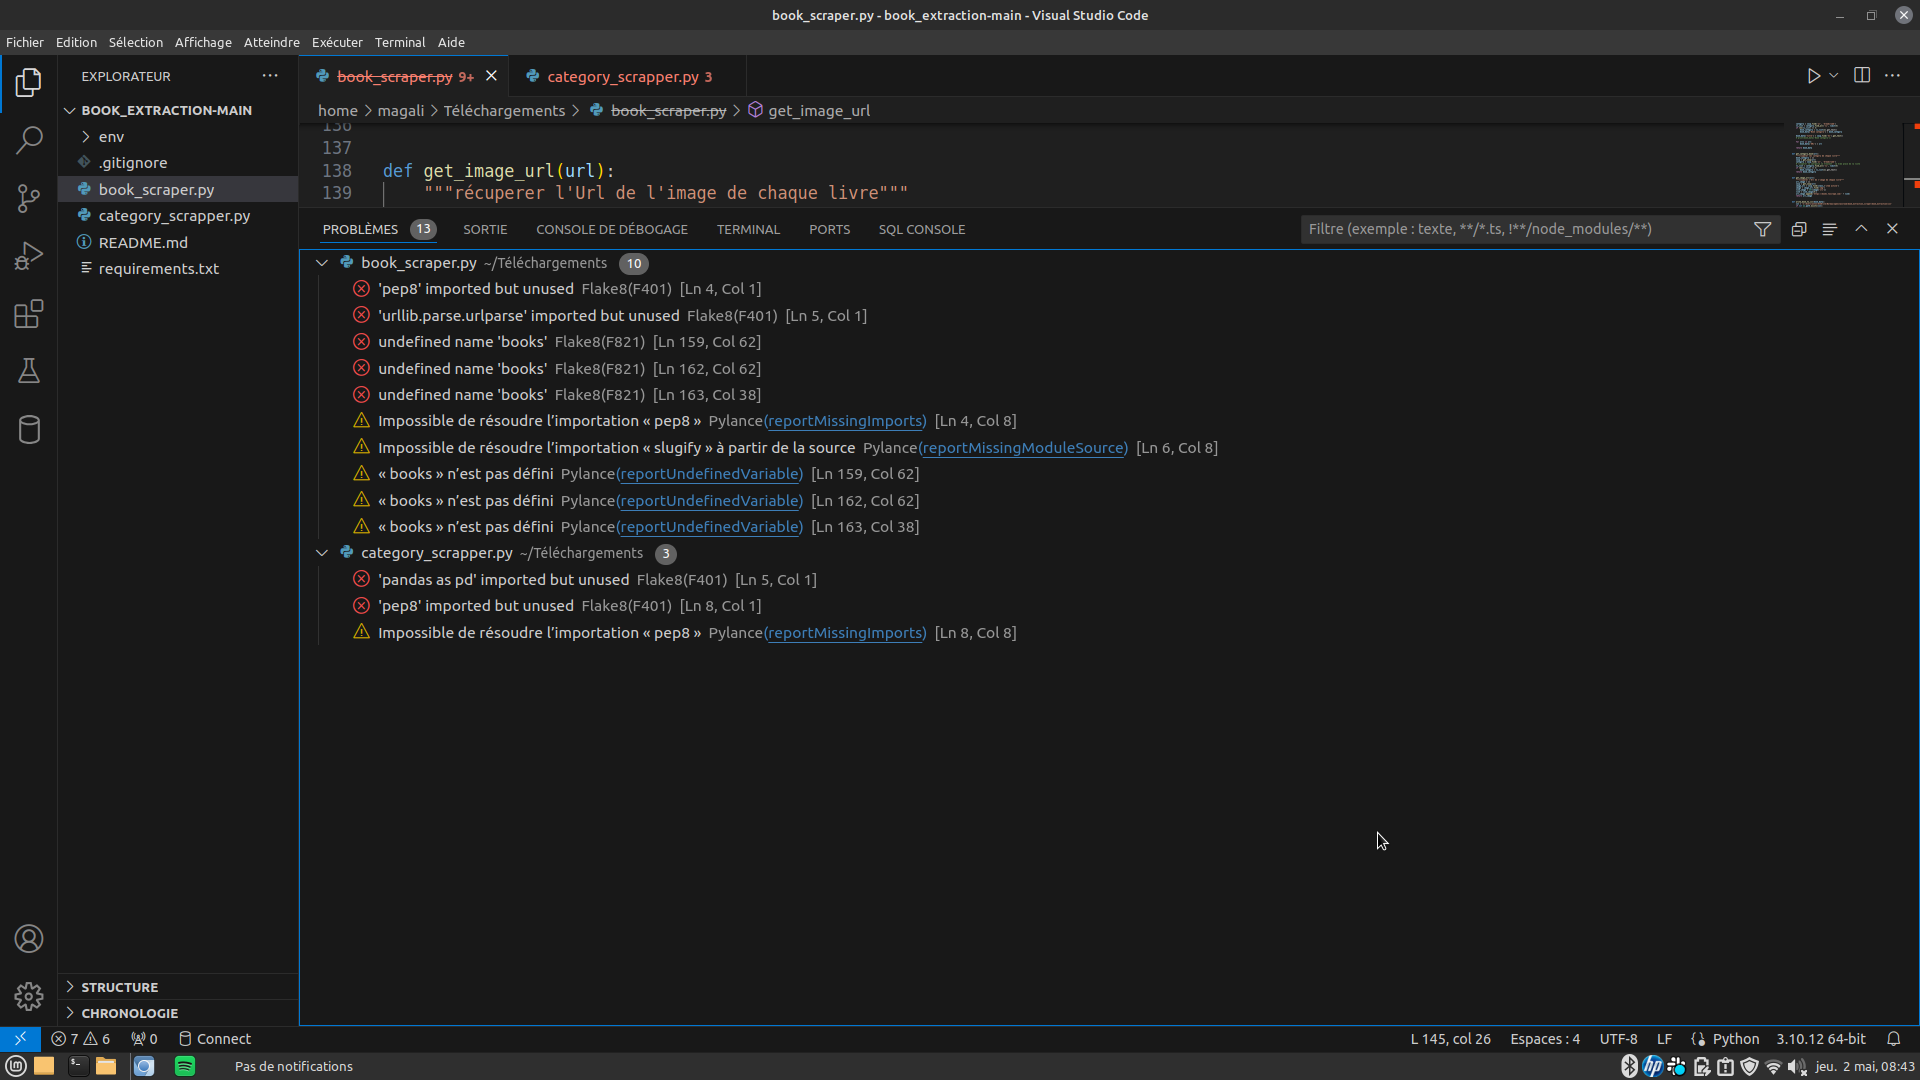 book_scraper.py - book_extraction-main - Visual Studio Code
Fichier Edition Sélection Affichage Atteindre Exécuter Terminal Aide
EXPLORATEUR
BOOK_EXTRACTION-MAIN
env
.gitignore
book_scraper.py
category_scrapper.py
README.md
requirements.txt
STRUCTURE
CHRONOLOGIE
book_scraper.py 9+
category_scrapper.py 3
home > magali > Téléchargements > book_scraper.py > get_image_url
136
137
138 def get_image_url(url):
139 """récuperer l'Url de l'image de chaque livre"""
PROBLÈMES 13 SORTIE CONSOLE DE DÉBOGAGE TERMINAL PORTS SQL CONSOLE
Filtre (exemple : texte, **/*.ts, !**/node_modules/**)
book_scraper.py ~/Téléchargements 10
'pep8' imported but unused Flake8(F401) [Ln 4, Col 1]
'urllib.parse.urlparse' imported but unused Flake8(F401) [Ln 5, Col 1]
undefined name 'books' Flake8(F821) [Ln 159, Col 62]
undefined name 'books' Flake8(F821) [Ln 162, Col 62]
undefined name 'books' Flake8(F821) [Ln 163, Col 38]
Impossible de résoudre l’importation « pep8 » Pylance(reportMissingImports) [Ln 4, Col 8]
Impossible de résoudre l’importation « slugify » à partir de la source Pylance(reportMissingModuleSource) [Ln 6, Col 8]
« books » n’est pas défini Pylance(reportUndefinedVariable) [Ln 159, Col 62]
« books » n’est pas défini Pylance(reportUndefinedVariable) [Ln 162, Col 62]
« books » n’est pas défini Pylance(reportUndefinedVariable) [Ln 163, Col 38]
category_scrapper.py ~/Téléchargements 3
'pandas as pd' imported but unused Flake8(F401) [Ln 5, Col 1]
'pep8' imported but unused Flake8(F401) [Ln 8, Col 1]
Impossible de résoudre l’importation « pep8 » Pylance(reportMissingImports) [Ln 8, Col 8]
7 6 0 Connect
L 145, col 26 Espaces : 4 UTF-8 LF Python 3.10.12 64-bit
Pas de notifications
jeu. 2 mai, 08:43